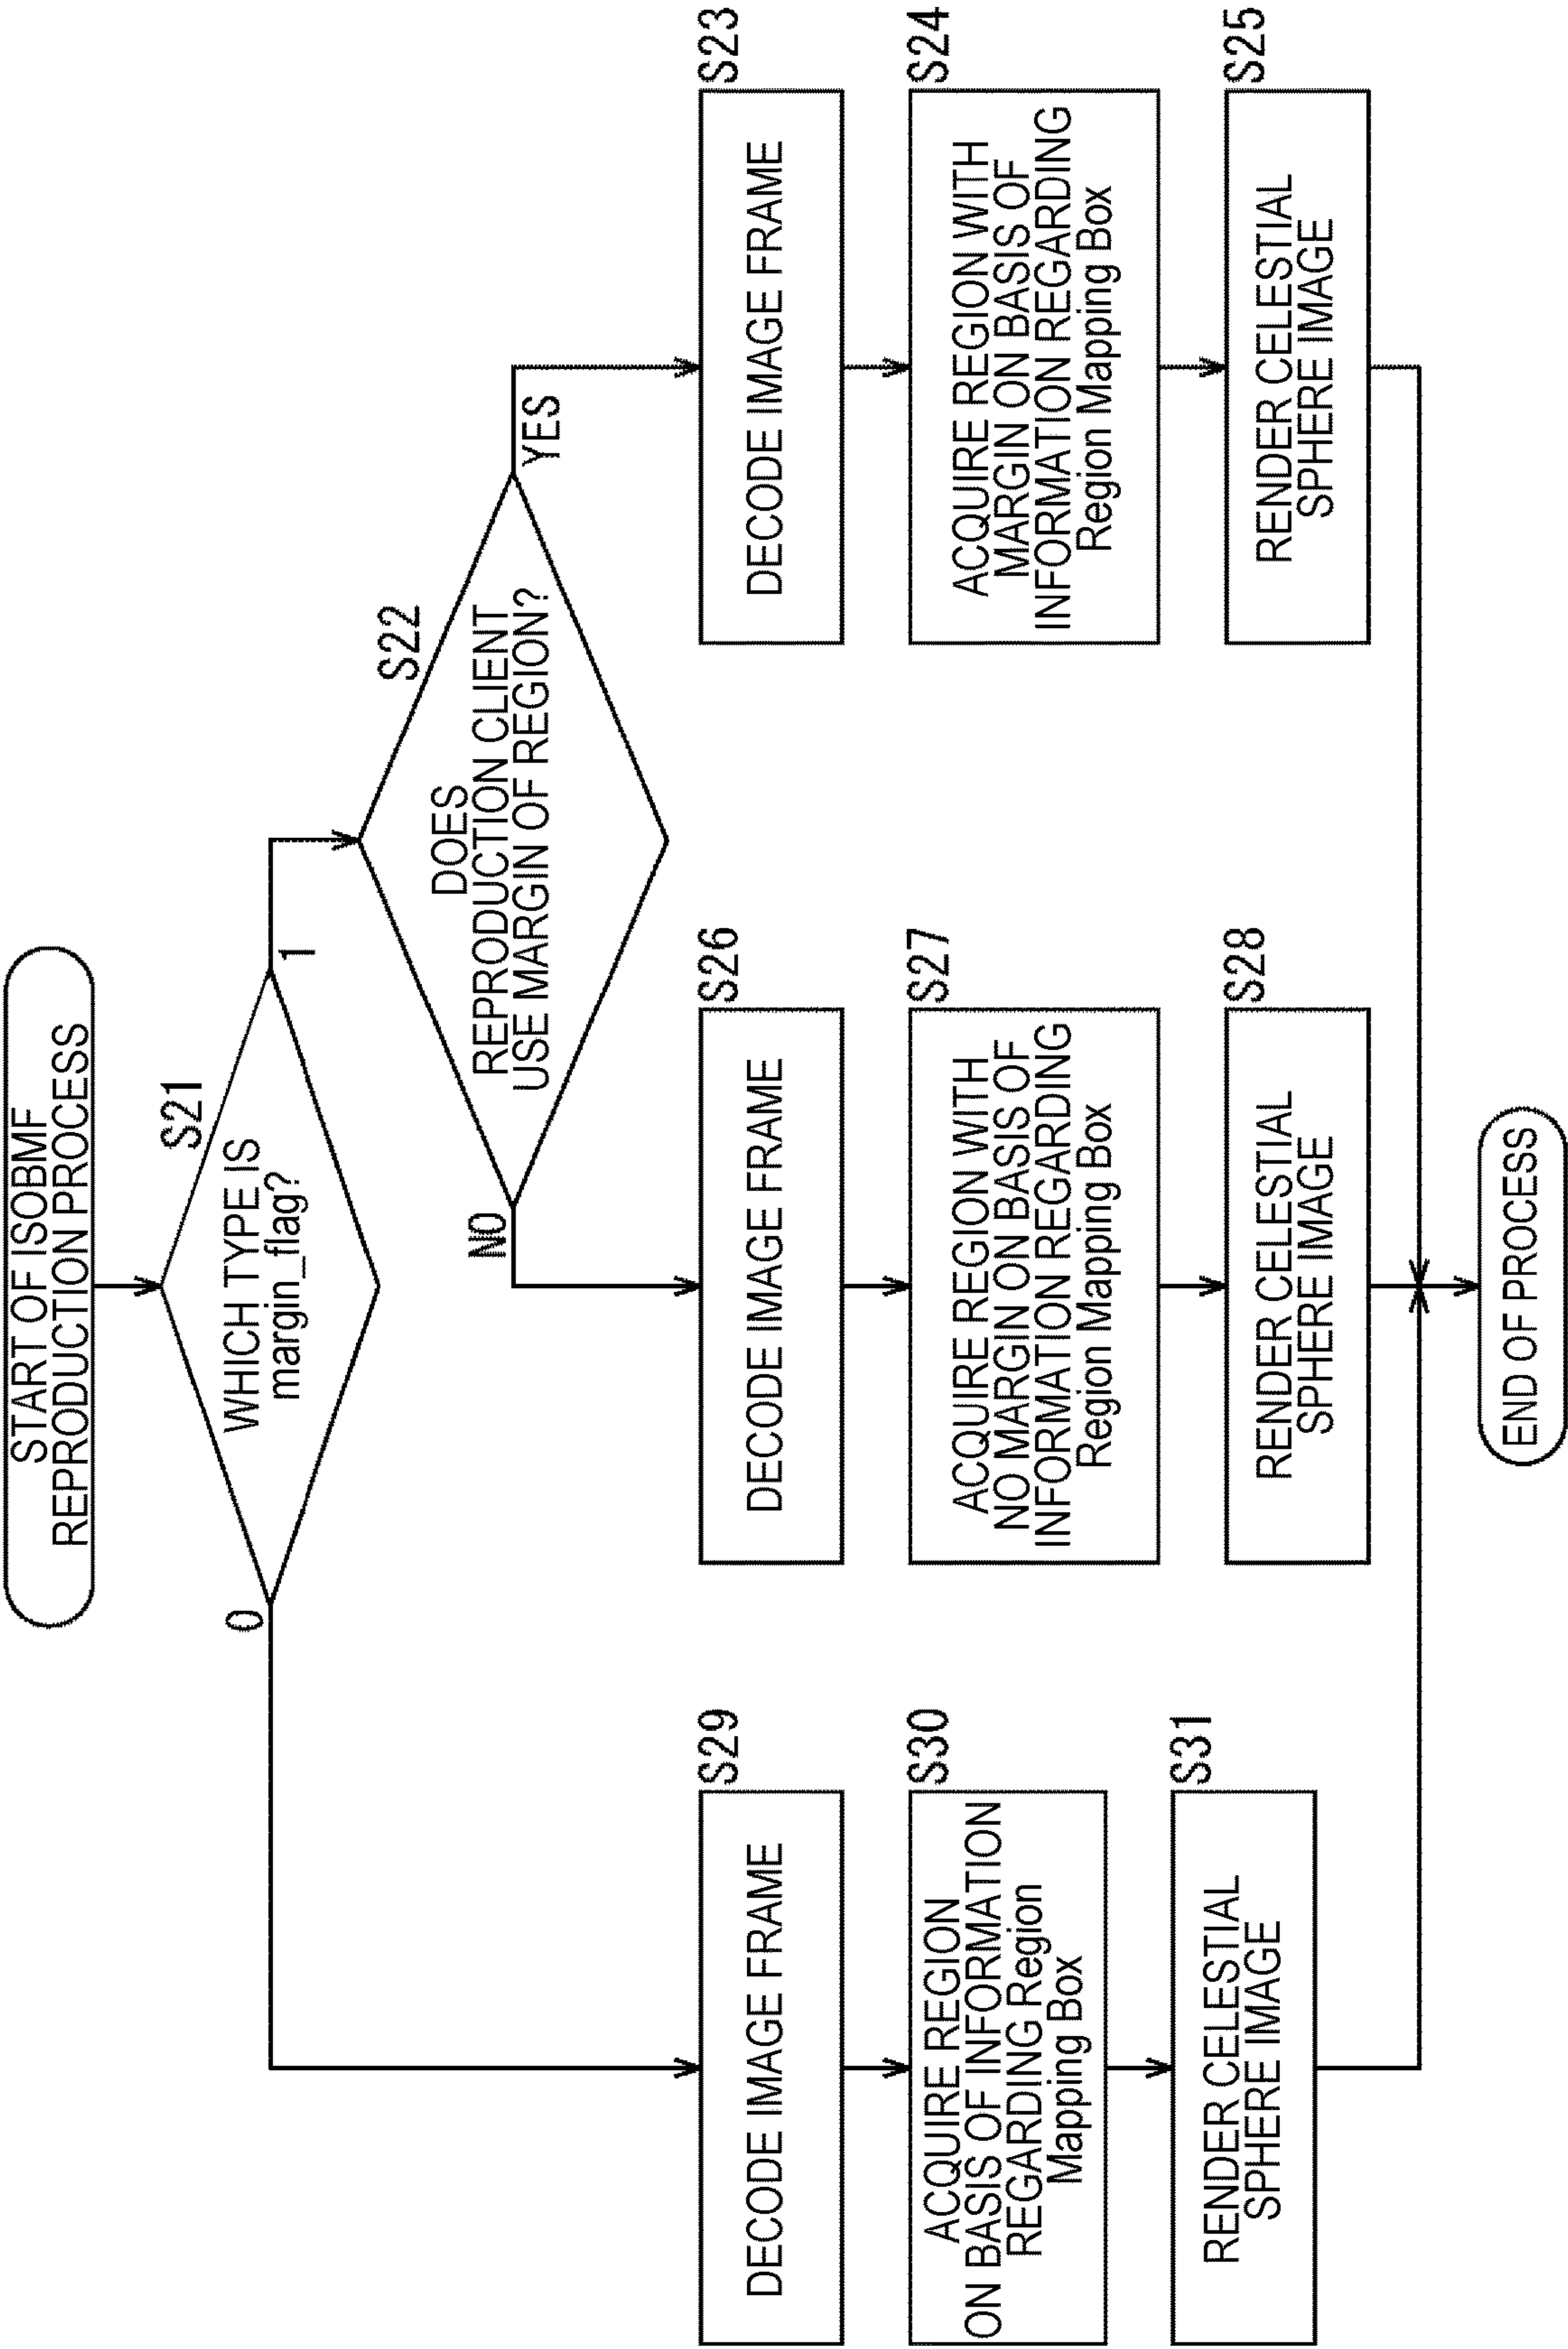 START OF ISOBMF
REPRODUCTION PROCESS
S21
WHICH TYPE IS
margin_flag?
0
1
S22
DOES
REPRODUCTION CLIENT
USE MARGIN OF REGION?
NO
YES
S29
DECODE IMAGE FRAME
S30
ACQUIRE REGION
ON BASIS OF INFORMATION
REGARDING Region
Mapping Box
S31
RENDER CELESTIAL
SPHERE IMAGE
S26
DECODE IMAGE FRAME
S27
ACQUIRE REGION WITH
NO MARGIN ON BASIS OF
INFORMATION REGARDING
Region Mapping Box
S28
RENDER CELESTIAL
SPHERE IMAGE
S23
DECODE IMAGE FRAME
S24
ACQUIRE REGION WITH
MARGIN ON BASIS OF
INFORMATION REGARDING
Region Mapping Box
S25
RENDER CELESTIAL
SPHERE IMAGE
END OF PROCESS